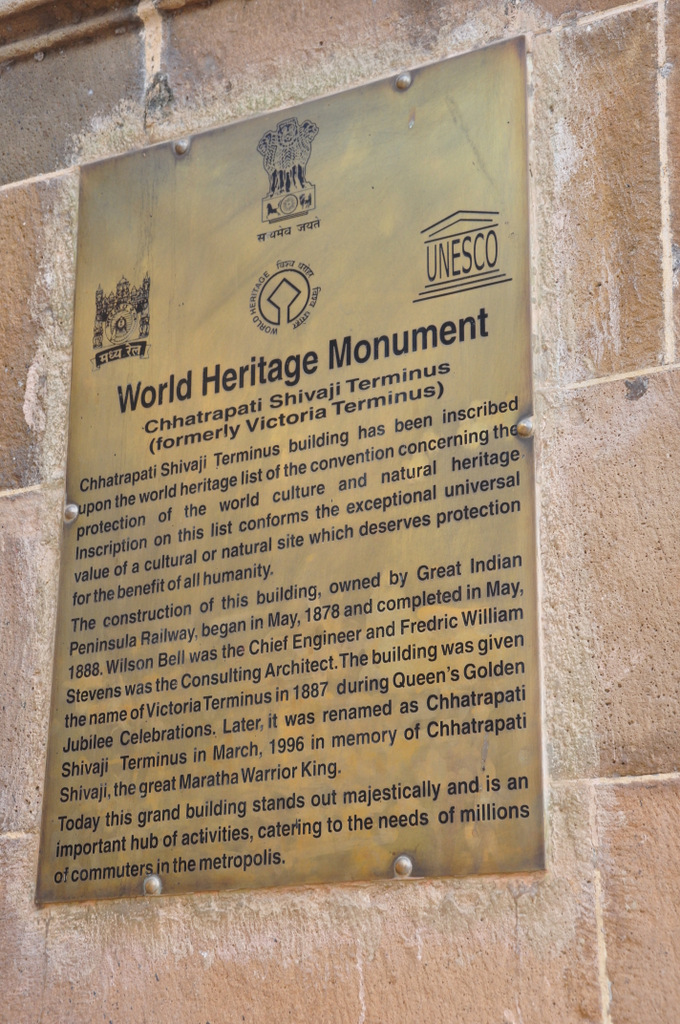 सत्यमेव जयते
UNESCO
WORLD HERITAGE विश्व धरोहर
मध्य रेल
World Heritage Monument
Chhatrapati Shivaji Terminus
(formerly Victoria Terminus)
Chhatrapati Shivaji Terminus building has been inscribed
upon the world heritage list of the convention concerning the
protection of the world culture and natural heritage
Inscription on this list conforms the exceptional universal
value of a cultural or natural site which deserves protection
for the benefit of all humanity.
The construction of this building, owned by Great Indian
Peninsula Railway, began in May, 1878 and completed in May,
1888. Wilson Bell was the Chief Engineer and Fredric William
Stevens was the Consulting Architect. The building was given
the name of Victoria Terminus in 1887 during Queen's Golden
Jubilee Celebrations. Later, it was renamed as Chhatrapati
Shivaji Terminus in March, 1996 in memory of Chhatrapati
Shivaji, the great Maratha Warrior King.
Today this grand building stands out majestically and is an
important hub of activities, catering to the needs of millions
of commuters in the metropolis.